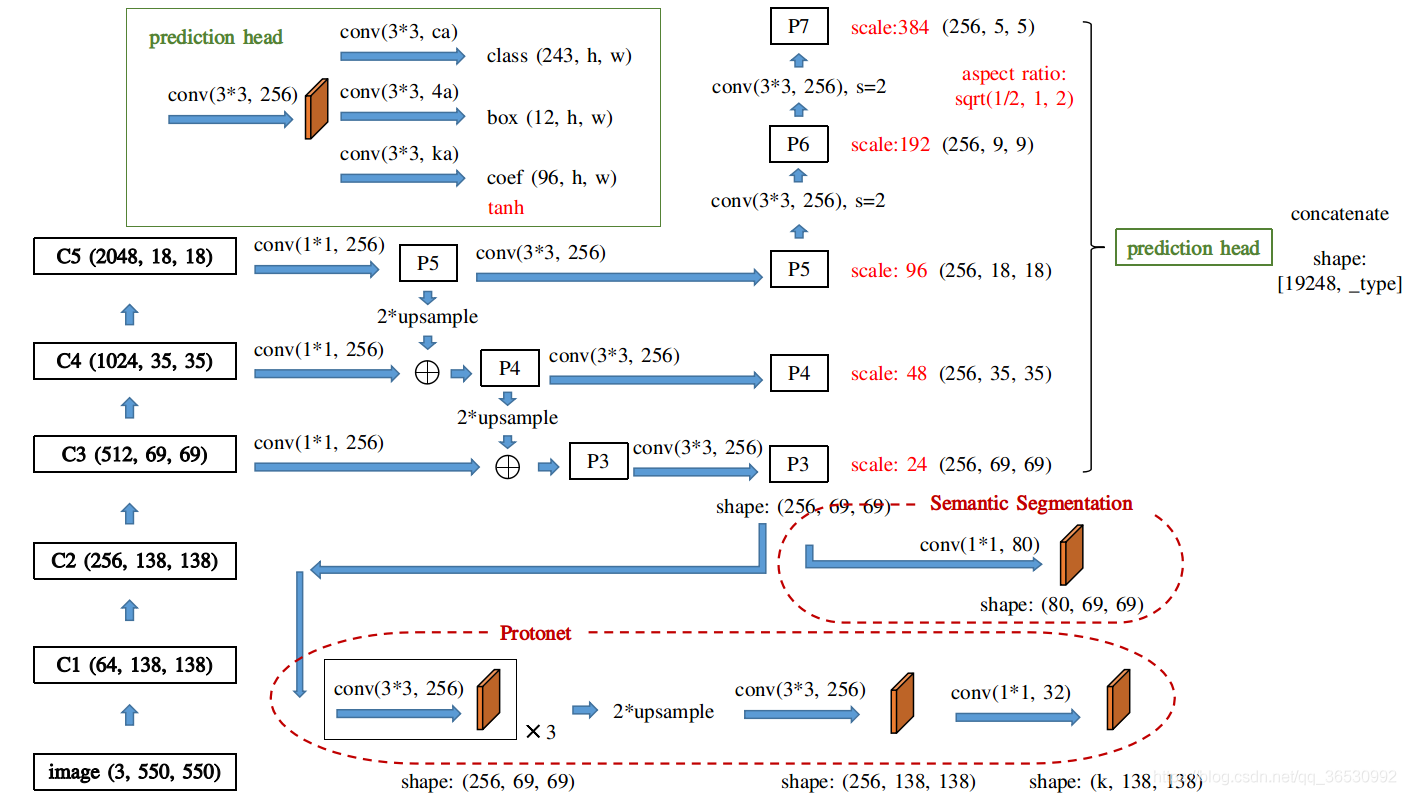 prediction head
conv(3*3, 256)
conv(3*3, ca)
class (243, h, w)
conv(3*3, 4a)
box (12, h, w)
conv(3*3, ka)
coef (96, h, w)
tanh
P7
scale:384 (256, 5, 5)
conv(3*3, 256), s=2
aspect ratio:
sqrt(1/2, 1, 2)
P6
scale:192 (256, 9, 9)
conv(3*3, 256), s=2
C5 (2048, 18, 18)
conv(1*1, 256)
P5
conv(3*3, 256)
P5
scale: 96 (256, 18, 18)
prediction head
concatenate
shape:
[19248, _type]
2*upsample
C4 (1024, 35, 35)
conv(1*1, 256)
P4
conv(3*3, 256)
P4
scale: 48 (256, 35, 35)
2*upsample
C3 (512, 69, 69)
conv(1*1, 256)
P3
conv(3*3, 256)
P3
scale: 24 (256, 69, 69)
shape: (256, 69, 69)
Semantic Segmentation
conv(1*1, 80)
shape: (80, 69, 69)
C2 (256, 138, 138)
C1 (64, 138, 138)
image (3, 550, 550)
Protonet
conv(3*3, 256)
×3
2*upsample
conv(3*3, 256)
conv(1*1, 32)
shape: (256, 69, 69)
shape: (256, 138, 138)
shape: (k, 138, 138)
https://blog.csdn.net/qq_36530992